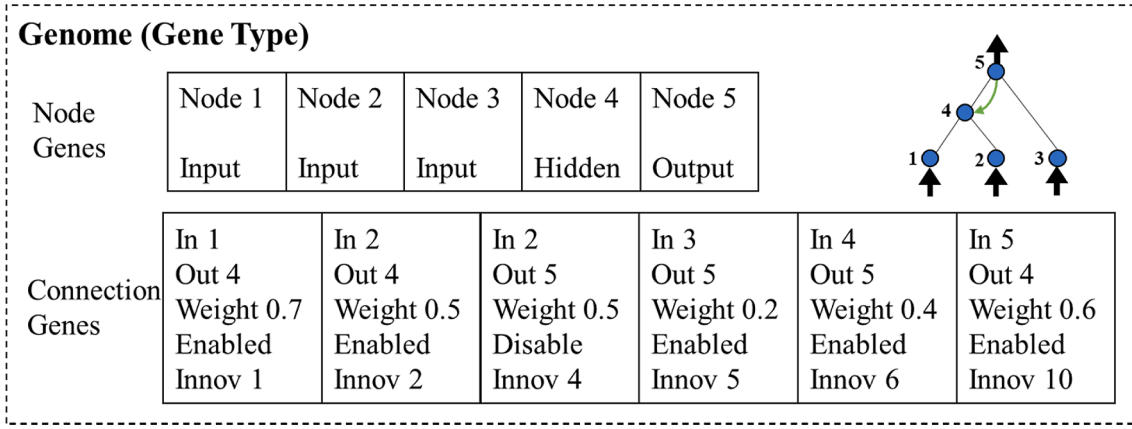 Genome (Gene Type)
Node
Genes
Node 1 Node 2 Node 3 Node 4 Node 5
Input Input Input Hidden Output
5
4
1 2 3
Connection
Genes
In 1 In 2 In 2 In 3 In 4 In 5
Out 4 Out 4 Out 5 Out 5 Out 5 Out 4
Weight 0.7 Weight 0.5 Weight 0.5 Weight 0.2 Weight 0.4 Weight 0.6
Enabled Enabled Disable Enabled Enabled Enabled
Innov 1 Innov 2 Innov 4 Innov 5 Innov 6 Innov 10